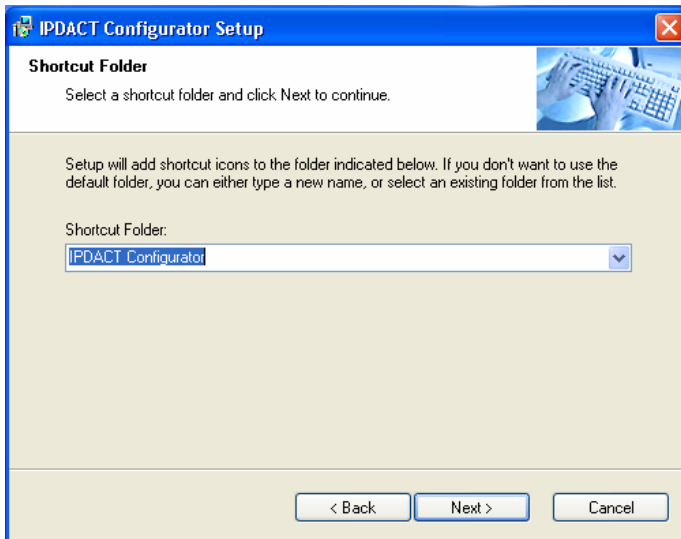 IPDACT Configurator Setup
Shortcut Folder
Select a shortcut folder and click Next to continue.
Setup will add shortcut icons to the folder indicated below. If you don't want to use the
default folder, you can either type a new name, or select an existing folder from the list.
Shortcut Folder:
IPDACT Configurator
< Back
Next >
Cancel